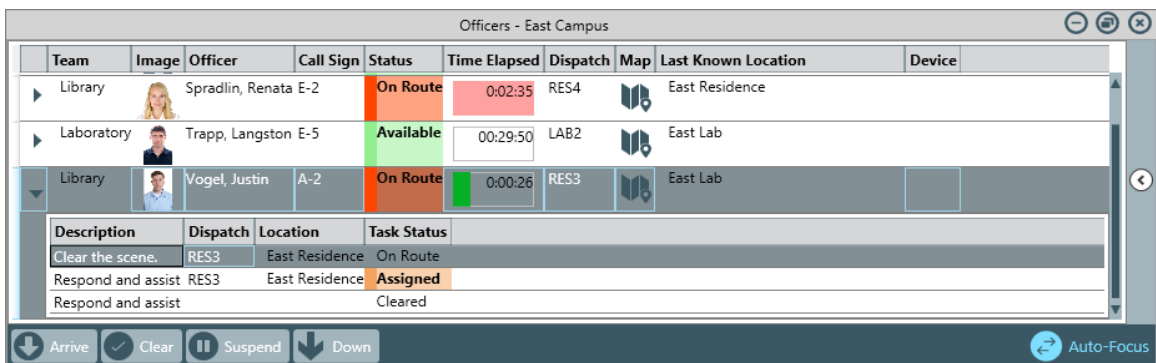 Officers - East Campus
Team Image Officer Call Sign Status Time Elapsed Dispatch Map Last Known Location Device
Library Spradlin, Renata E-2 On Route 0:02:35 RES4 East Residence
Laboratory Trapp, Langston E-5 Available 00:29:50 LAB2 East Lab
Library Vogel, Justin A-2 On Route 0:00:26 RES3 East Lab
Description Dispatch Location Task Status
Clear the scene. RES3 East Residence On Route
Respond and assist RES3 East Residence Assigned
Respond and assist Cleared
Arrive Clear Suspend Down Auto-Focus